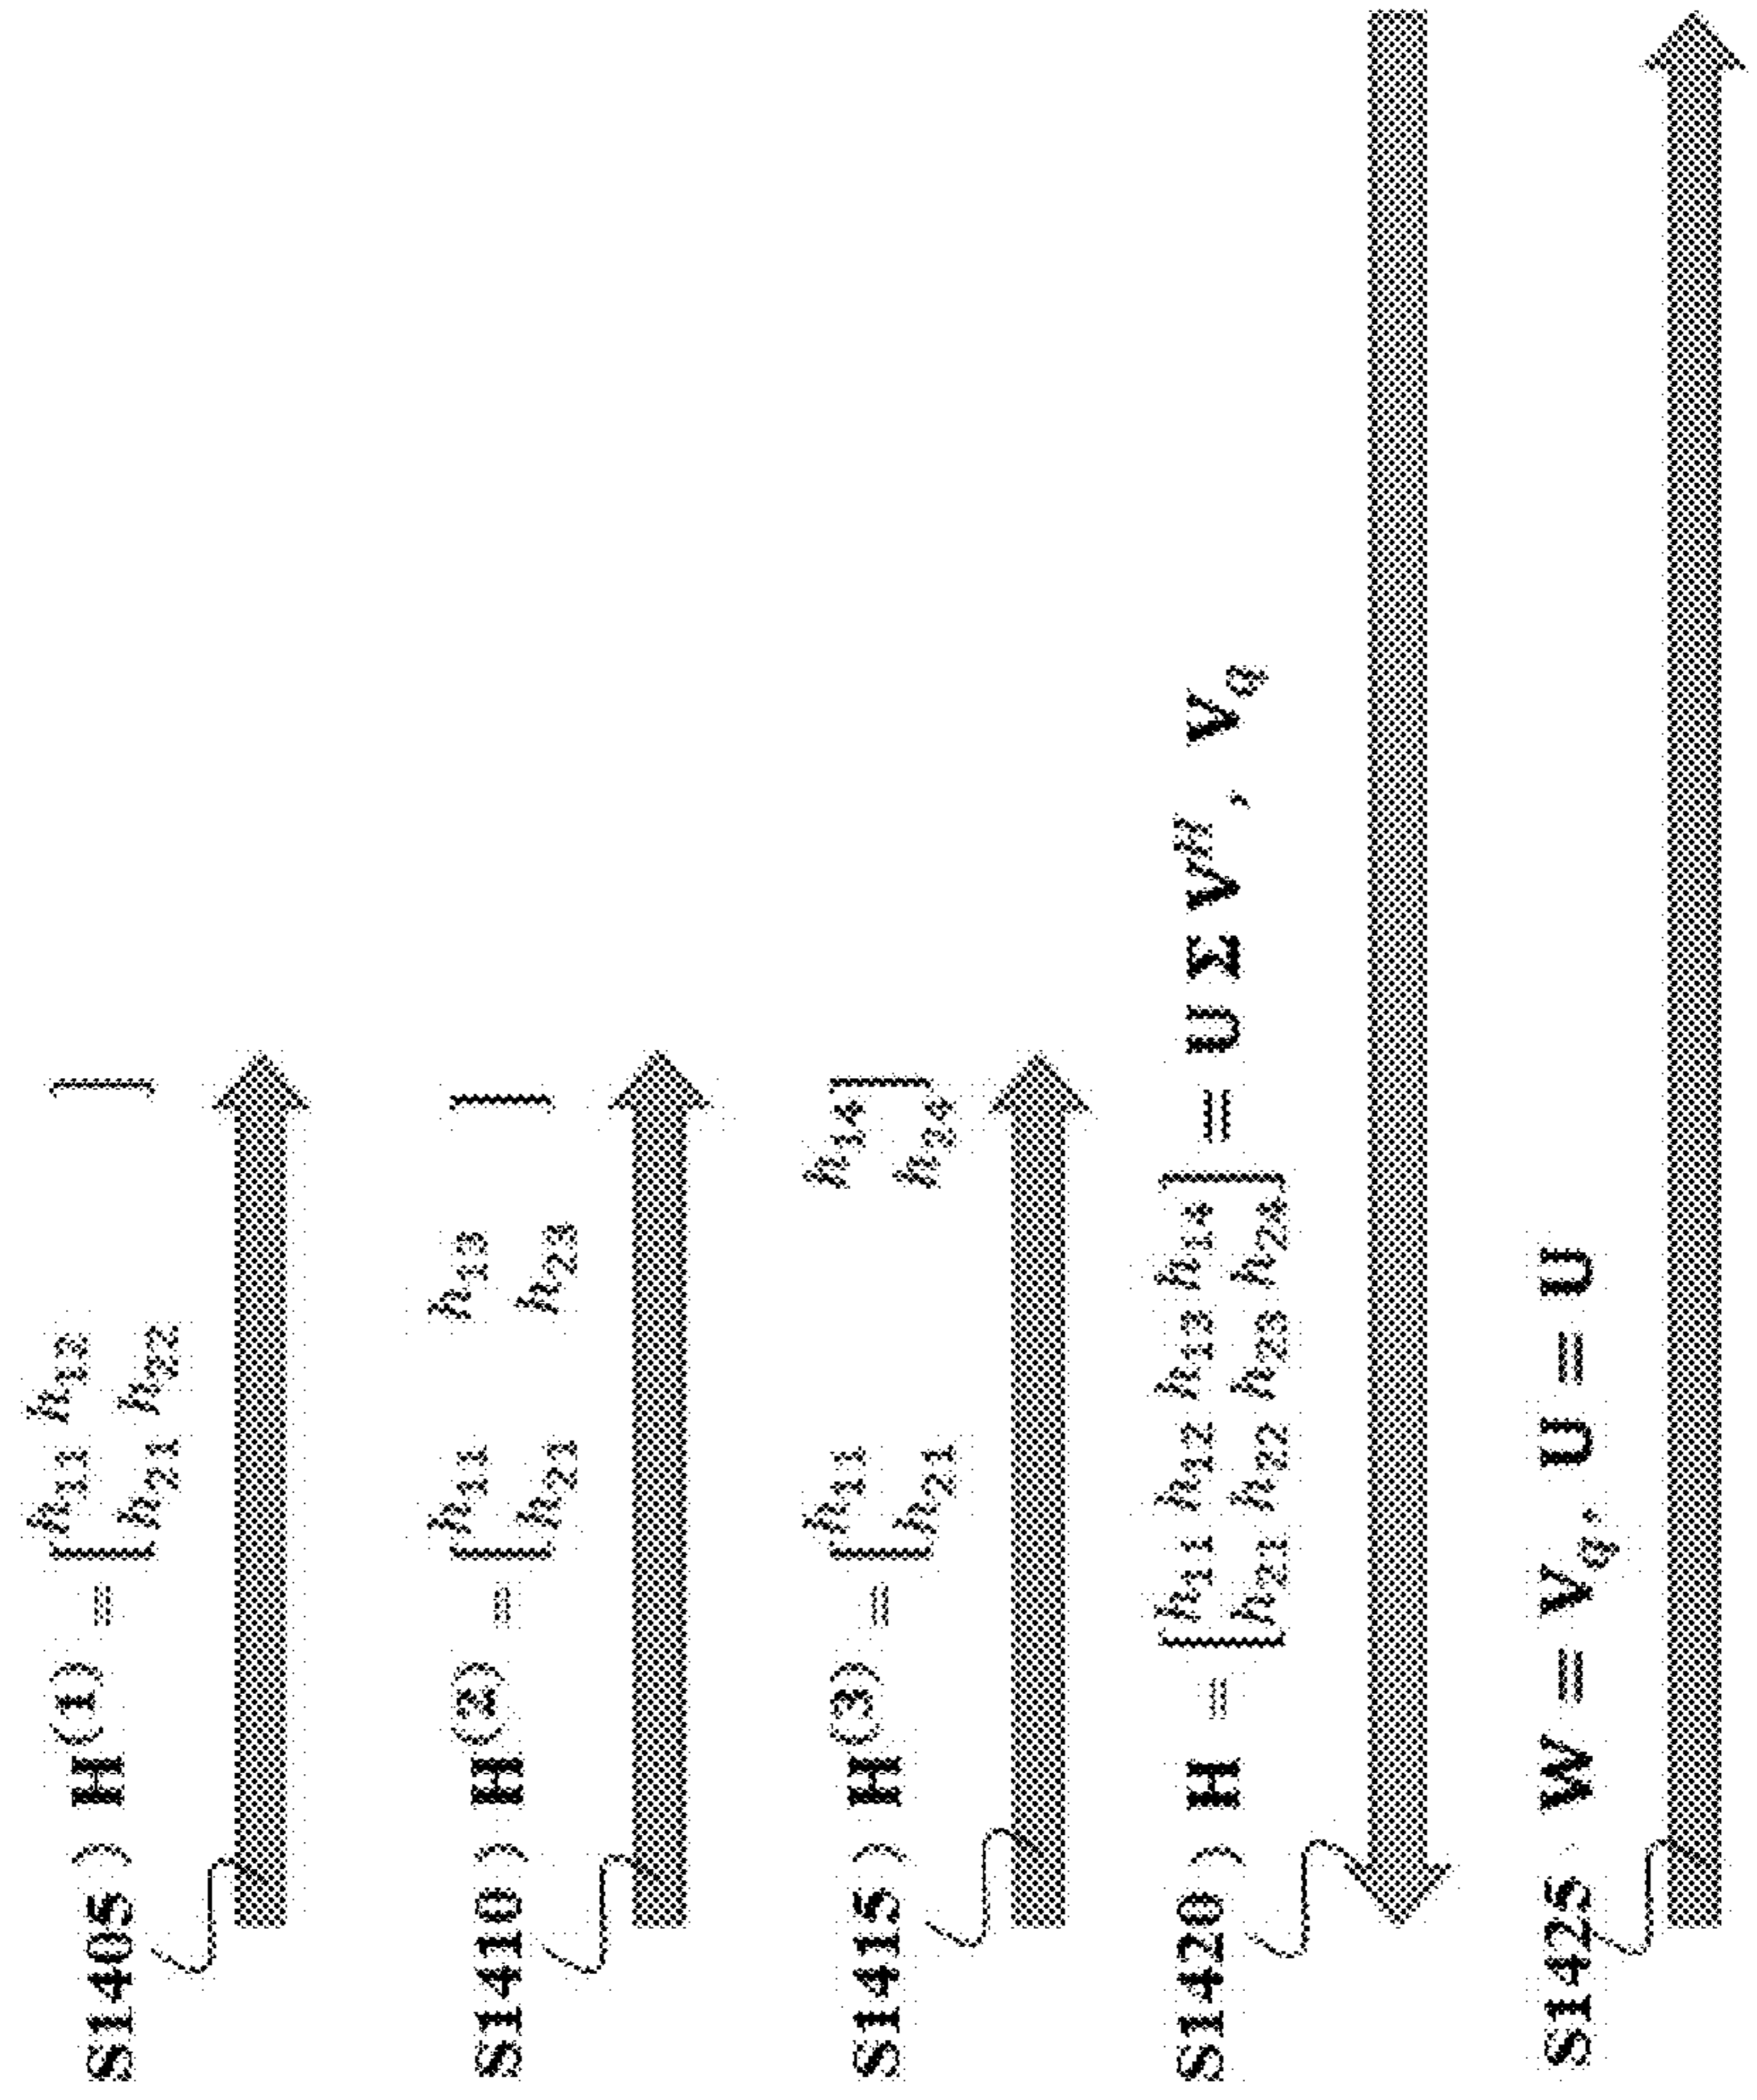 S1405 ) H⁽¹⁾ = [ h₁₁ h₁₂ ]
h₂₁ h₂₂
S1410 ) H⁽²⁾ = [ h₁₁ h₁₃ ]
h₂₁ h₂₃
S1415 ) H⁽³⁾ = [ h₁₁ h₁₄ ]
h₂₁ h₂₄
S1420 ) H = [ h₁₁ h₁₂ h₁₃ h₁₄ ] = U Σ Vᴴ, V_q
h₂₁ h₂₂ h₂₃ h₂₄
S1425 ) W = V_q, U = U